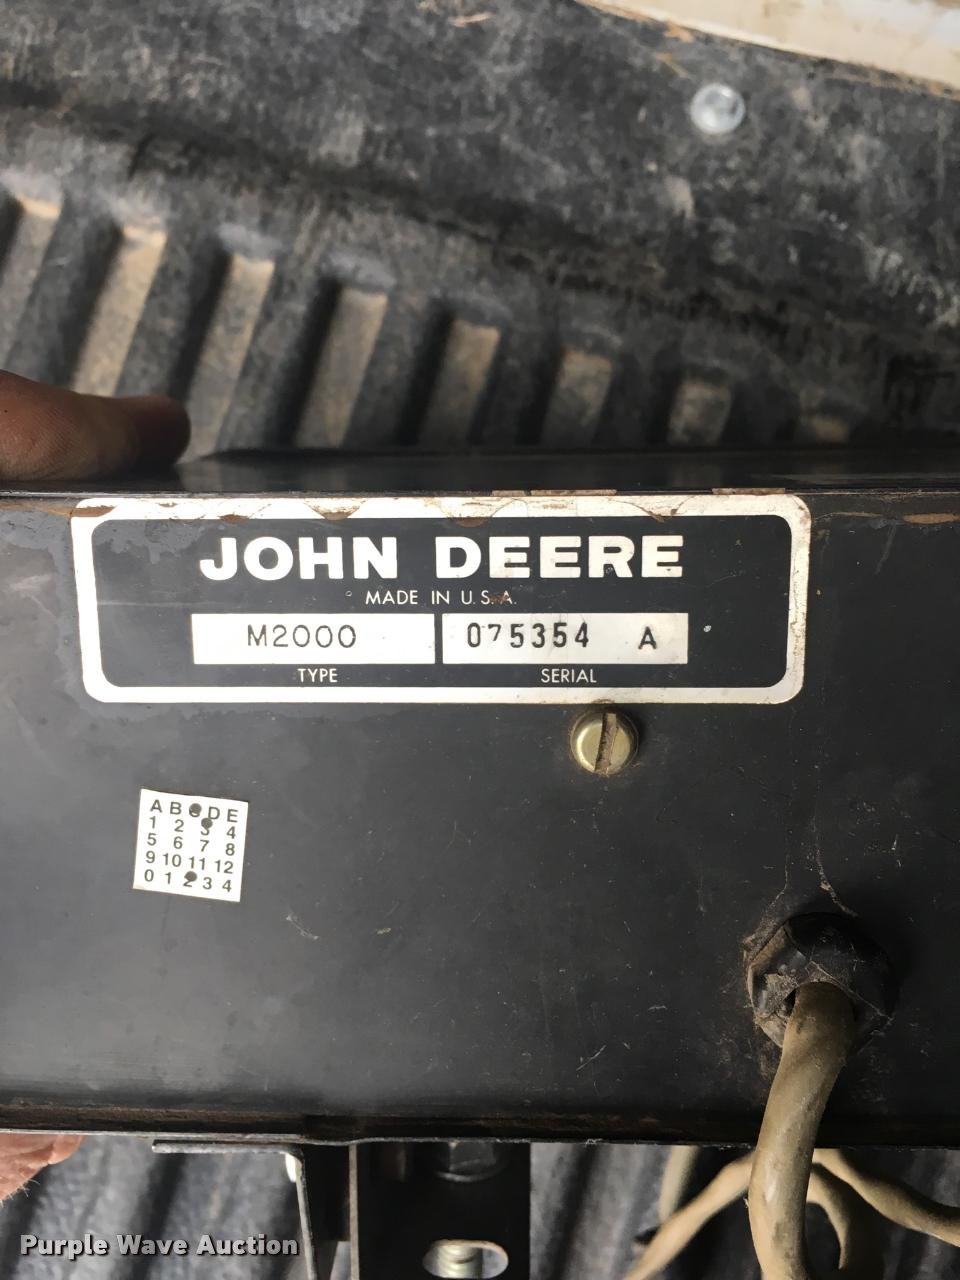 JOHN DEERE
MADE IN U.S.A.
M2000 075354 A
TYPE SERIAL
A B D E
1 2 3 4
5 6 7 8
9 10 11 12
0 1 2 3 4
Purple Wave Auction